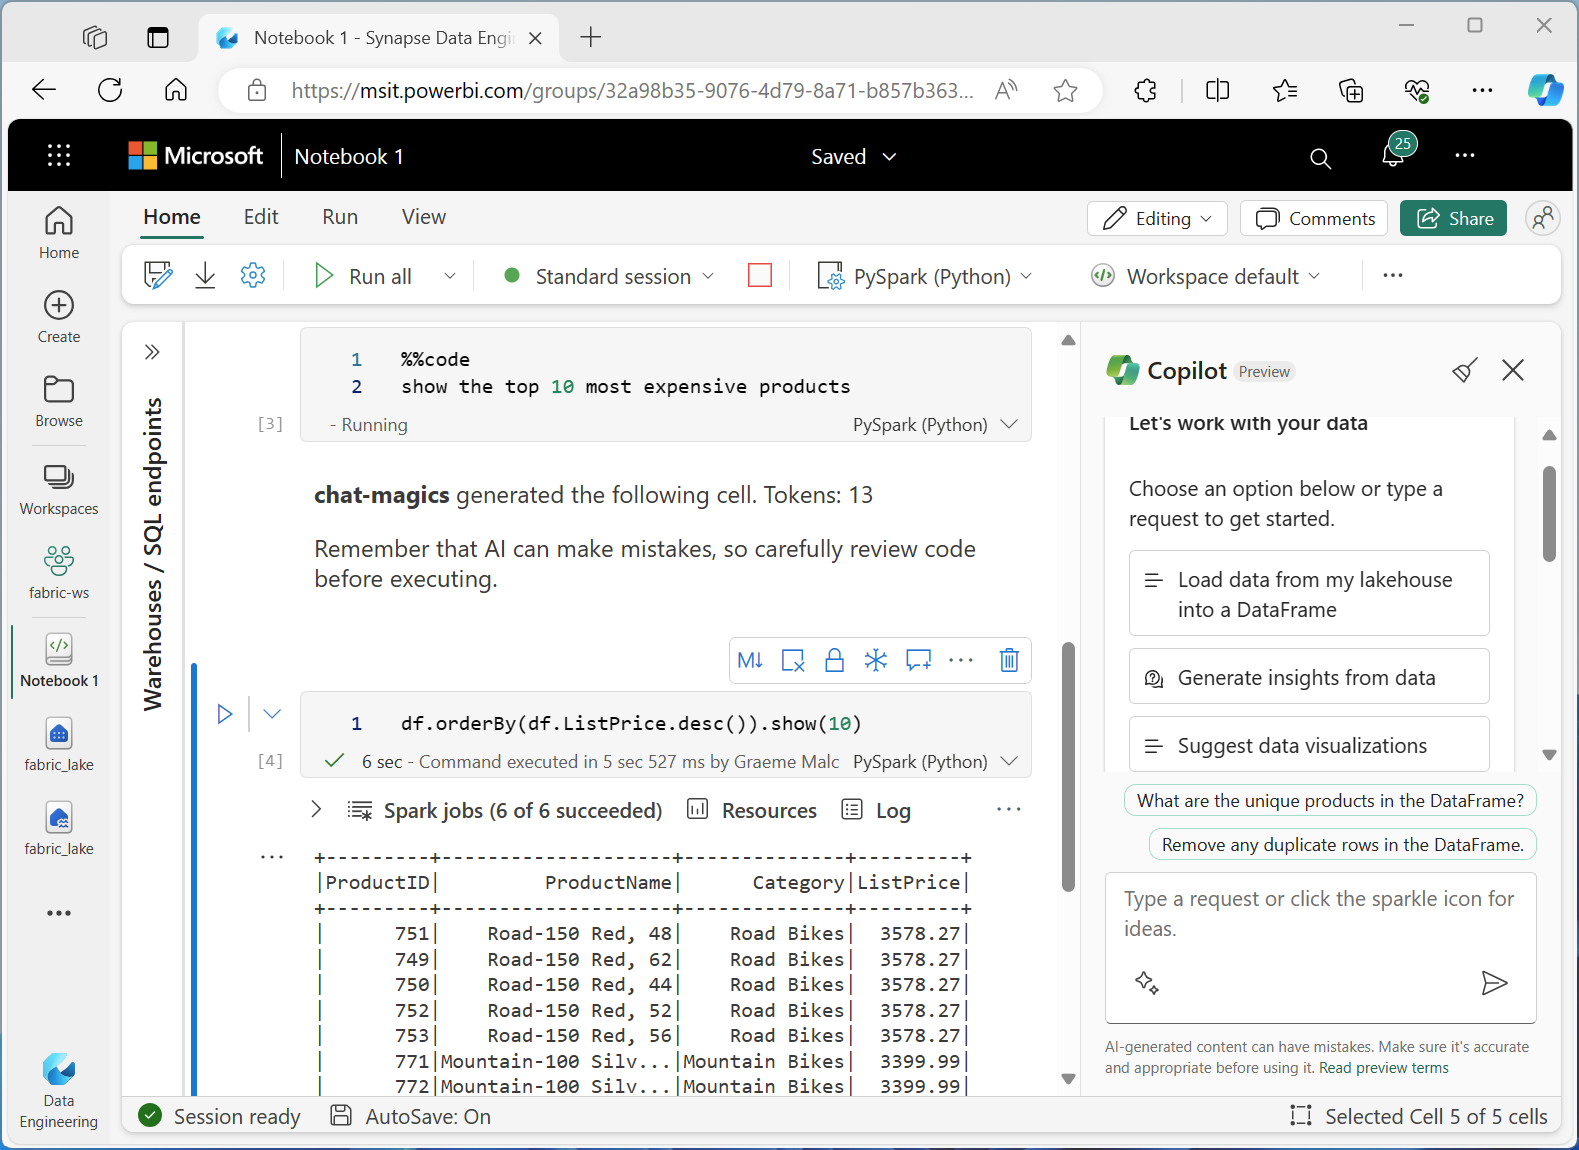 Notebook 1 - Synapse Data Engi
https://msit.powerbi.com/groups/32a98b35-9076-4d79-8a71-b857b363...
Microsoft
Notebook 1
Saved
25
Home
Edit
Run
View
Editing
Comments
Share
Run all
Standard session
PySpark (Python)
Workspace default
Home
Create
Browse
Workspaces
fabric-ws
Notebook 1
fabric_lake
fabric_lake
Data
Engineering
Warehouses / SQL endpoints
1 %%code
2 show the top 10 most expensive products
[3]
- Running
PySpark (Python)
chat-magics generated the following cell. Tokens: 13
Remember that AI can make mistakes, so carefully review code
before executing.
M↓
1 df.orderBy(df.ListPrice.desc()).show(10)
[4]
6 sec - Command executed in 5 sec 527 ms by Graeme Malc
PySpark (Python)
Spark jobs (6 of 6 succeeded)
Resources
Log
+---------+--------------------+--------------+---------+
|ProductID|         ProductName|      Category|ListPrice|
+---------+--------------------+--------------+---------+
|      751|    Road-150 Red, 48|    Road Bikes|  3578.27|
|      749|    Road-150 Red, 62|    Road Bikes|  3578.27|
|      750|    Road-150 Red, 44|    Road Bikes|  3578.27|
|      752|    Road-150 Red, 52|    Road Bikes|  3578.27|
|      753|    Road-150 Red, 56|    Road Bikes|  3578.27|
|      771|Mountain-100 Silv...|Mountain Bikes|  3399.99|
|      772|Mountain-100 Silv...|Mountain Bikes|  3399.99|
Copilot
Preview
Let's work with your data
Choose an option below or type a
request to get started.
Load data from my lakehouse
into a DataFrame
Generate insights from data
Suggest data visualizations
What are the unique products in the DataFrame?
Remove any duplicate rows in the DataFrame.
Type a request or click the sparkle icon for
ideas.
AI-generated content can have mistakes. Make sure it's accurate
and appropriate before using it. Read preview terms
Session ready
AutoSave: On
Selected Cell 5 of 5 cells